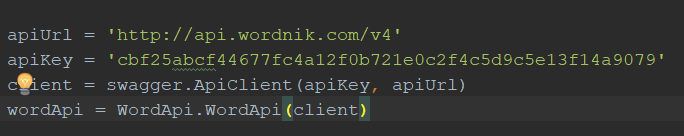 apiUrl = 'http://api.wordnik.com/v4'
apiKey = 'cbf25abcf44677fc4a12f0b721e0c2f4c5d9c5e13f14a9079'
client = swagger.ApiClient(apiKey, apiUrl)
wordApi = WordApi.WordApi(client)